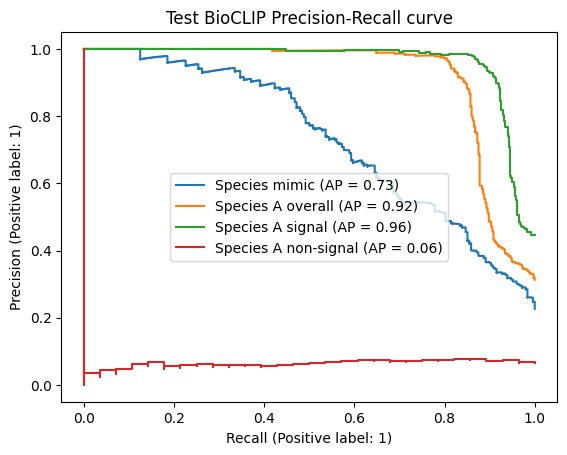 Test BioCLIP Precision-Recall curve
Precision (Positive label: 1)
1.0
0.8
0.6
0.4
0.2
0.0
Species mimic (AP = 0.73)
Species A overall (AP = 0.92)
Species A signal (AP = 0.96)
Species A non-signal (AP = 0.06)
0.0 0.2 0.4 0.6 0.8 1.0
Recall (Positive label: 1)